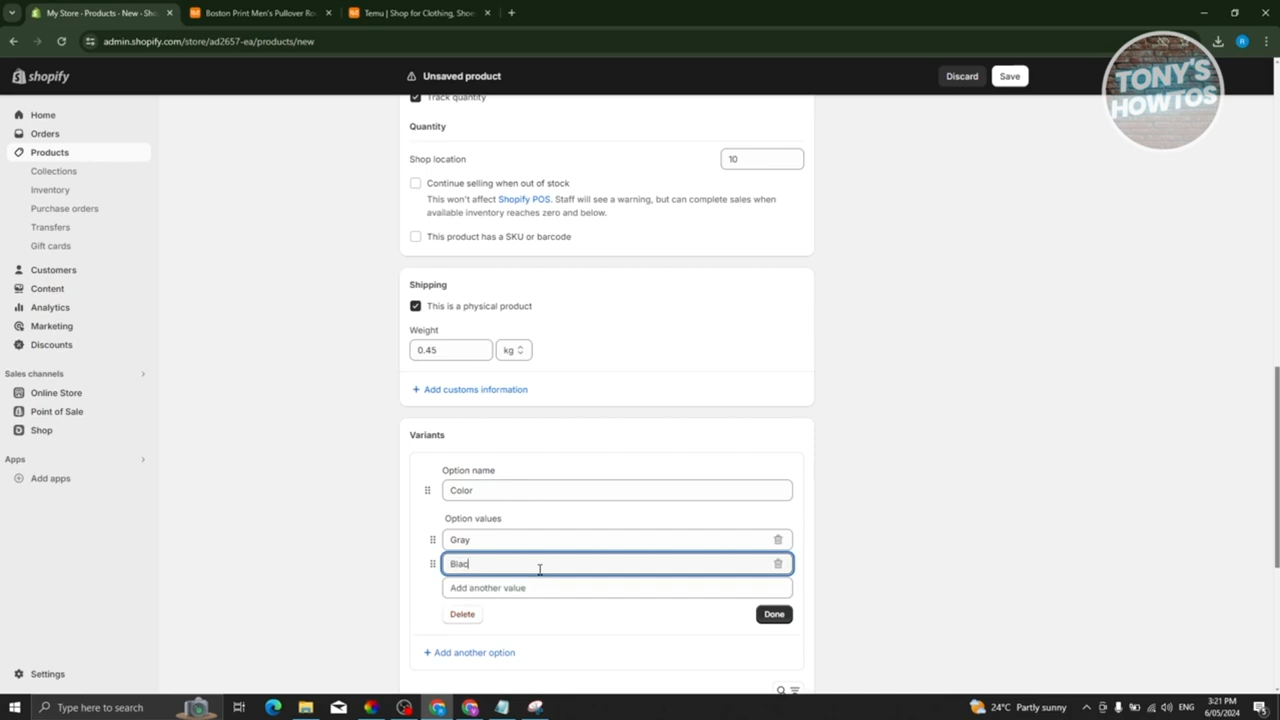 My Store - Products - New - Sho
Boston Print Men's Pullover Ro
Temu | Shop for Clothing, Shoe
admin.shopify.com/store/ad2657-ea/products/new
shopify
Unsaved product
Discard
Save
TONY'S
HOWTOS
Home
Orders
Products
Collections
Inventory
Purchase orders
Transfers
Gift cards
Customers
Content
Analytics
Marketing
Discounts
Sales channels
Online Store
Point of Sale
Shop
Apps
Add apps
Settings
Track quantity
Quantity
Shop location
10
Continue selling when out of stock
This won't affect Shopify POS. Staff will see a warning, but can complete sales when
available inventory reaches zero and below.
This product has a SKU or barcode
Shipping
This is a physical product
Weight
0.45
kg
+ Add customs information
Variants
Option name
Color
Option values
Gray
Blac
Add another value
Delete
Done
+ Add another option
Type here to search
24°C Partly sunny
ENG
3:21 PM
6/05/2024